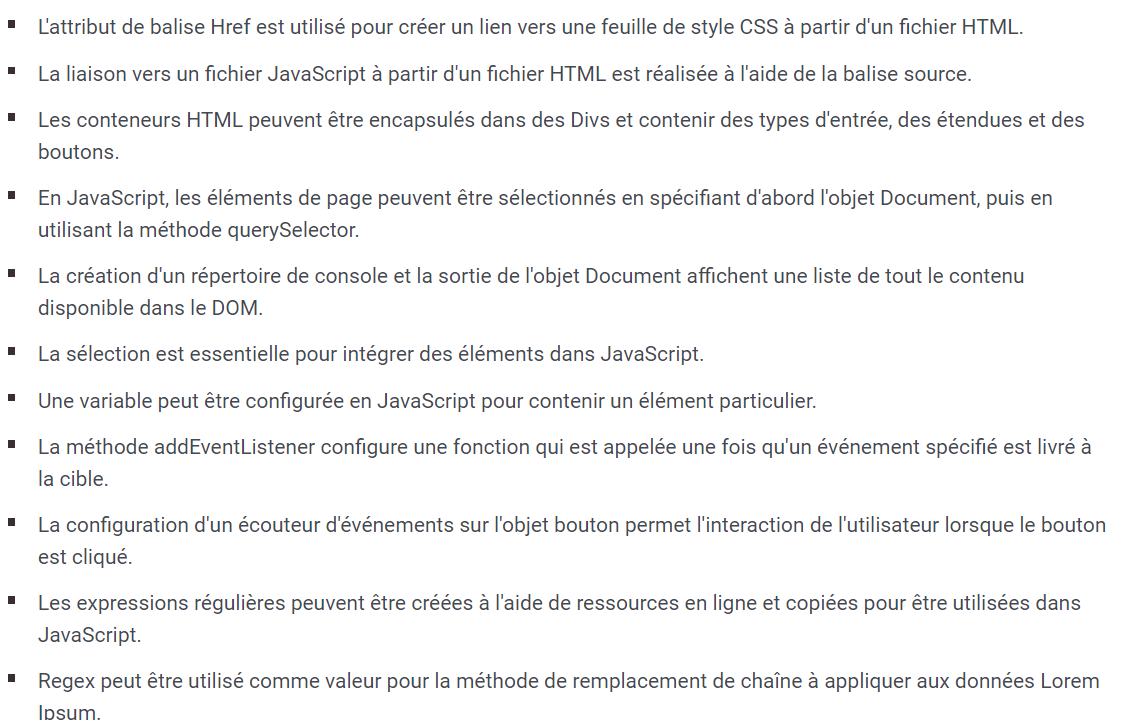 L'attribut de balise Href est utilisé pour créer un lien vers une feuille de style CSS à partir d'un fichier HTML.
La liaison vers un fichier JavaScript à partir d'un fichier HTML est réalisée à l'aide de la balise source.
Les conteneurs HTML peuvent être encapsulés dans des Divs et contenir des types d'entrée, des étendues et des
boutons.
En JavaScript, les éléments de page peuvent être sélectionnés en spécifiant d'abord l'objet Document, puis en
utilisant la méthode querySelector.
La création d'un répertoire de console et la sortie de l'objet Document affichent une liste de tout le contenu
disponible dans le DOM.
La sélection est essentielle pour intégrer des éléments dans JavaScript.
Une variable peut être configurée en JavaScript pour contenir un élément particulier.
La méthode addEventListener configure une fonction qui est appelée une fois qu'un événement spécifié est livré à
la cible.
La configuration d'un écouteur d'événements sur l'objet bouton permet l'interaction de l'utilisateur lorsque le bouton
est cliqué.
Les expressions régulières peuvent être créées à l'aide de ressources en ligne et copiées pour être utilisées dans
JavaScript.
Regex peut être utilisé comme valeur pour la méthode de remplacement de chaîne à appliquer aux données Lorem
Ipsum.